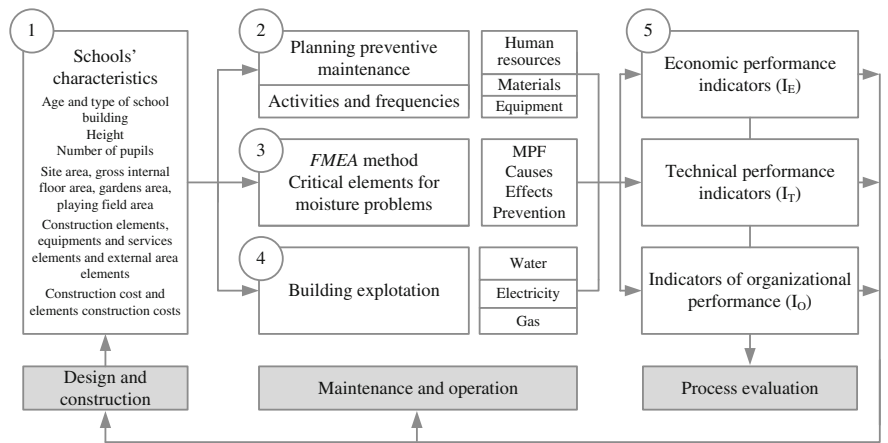 1
Schools'
characteristics
Age and type of school
building
Height
Number of pupils
Site area, gross internal
floor area, gardens area,
playing field area
Construction elements,
equipments and services
elements and external area
elements
Construction cost and
elements construction costs
Design and
construction
2
Planning preventive
maintenance
Activities and frequencies
Human
resources
Materials
Equipment
3
FMEA method
Critical elements for
moisture problems
MPF
Causes
Effects
Prevention
4
Building explotation
Water
Electricity
Gas
Maintenance and operation
5
Economic performance
indicators (IE)
Technical performance
indicators (IT)
Indicators of organizational
performance (IO)
Process evaluation